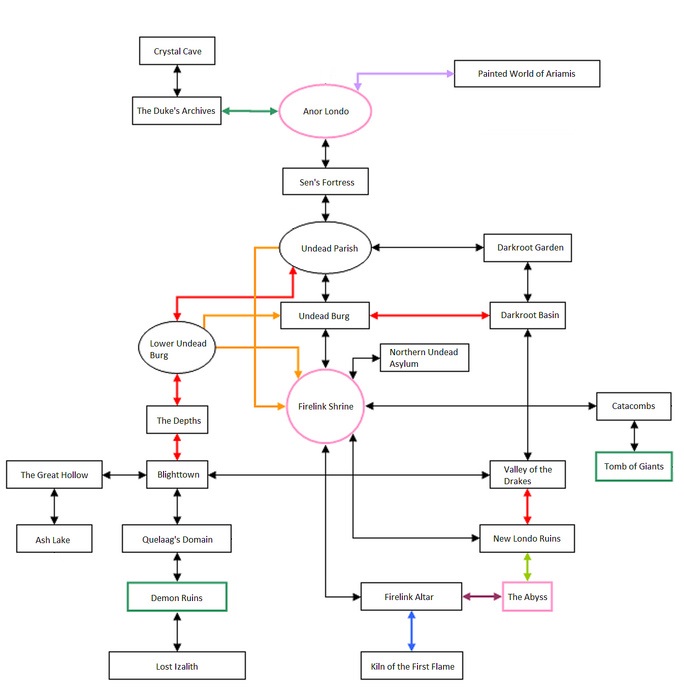 Crystal Cave
Painted World of Ariamis
The Duke's Archives
Anor Londo
Sen's Fortress
Undead Parish
Darkroot Garden
Undead Burg
Darkroot Basin
Lower Undead
Burg
Northern Undead
Asylum
Firelink Shrine
Catacombs
The Depths
Tomb of Giants
The Great Hollow
Blighttown
Valley of the
Drakes
Ash Lake
Quelaag's Domain
New Londo Ruins
Demon Ruins
Firelink Altar
The Abyss
Lost Izalith
Kiln of the First Flame